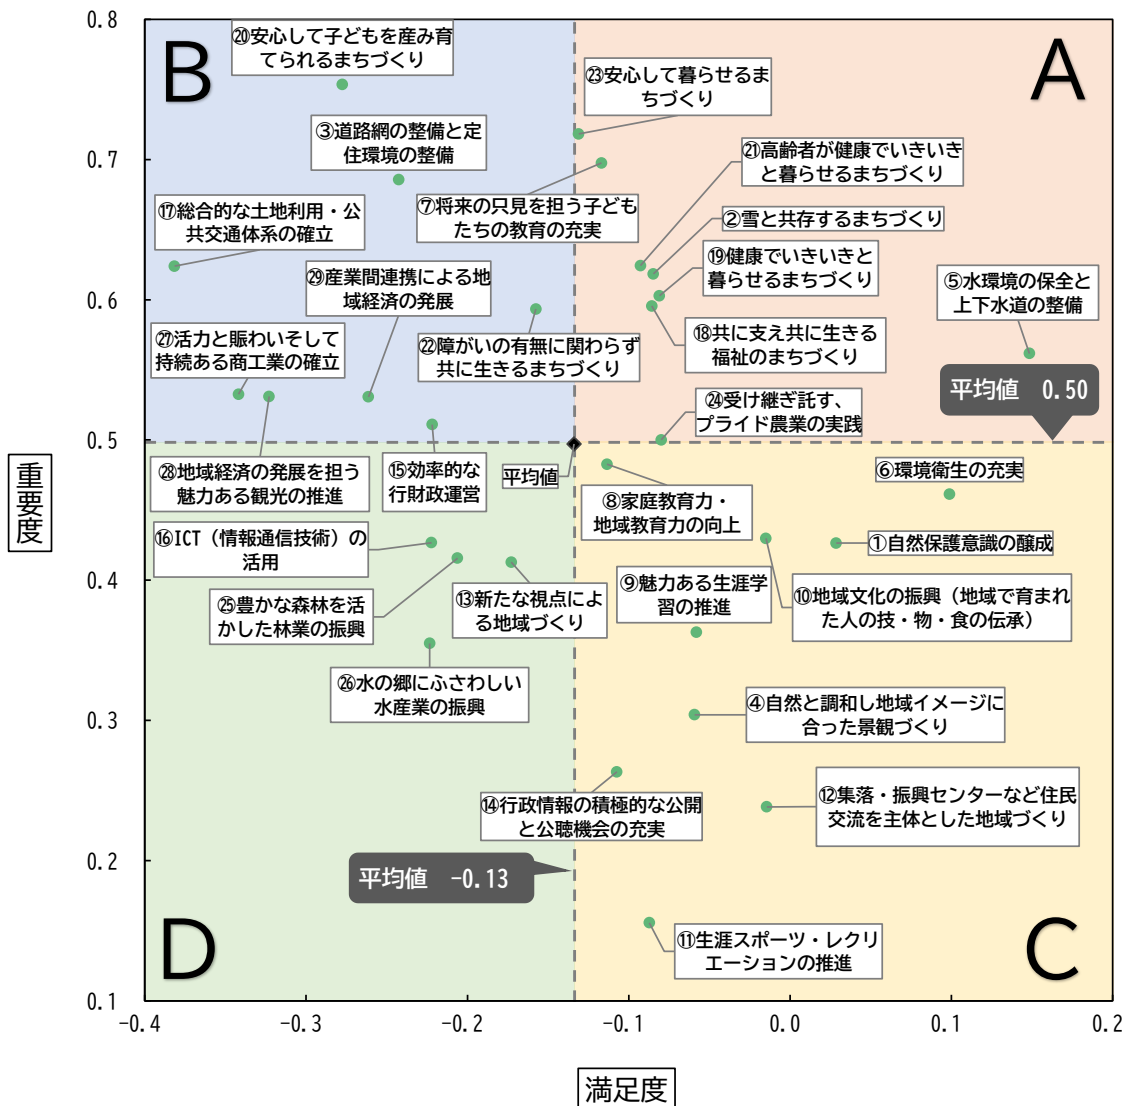 0.8
⑳安心して子どもを産み育
てられるまちづくり
B
A
㉓安心して暮らせるま
ちづくり
③道路網の整備と定
住環境の整備
0.7
㉑高齢者が健康でいきいき
と暮らせるまちづくり
⑦将来の只見を担う子ども
たちの教育の充実
⑰総合的な土地利用・公
共交通体系の確立
②雪と共存するまちづくり
⑲健康でいきいきと
暮らせるまちづくり
㉙産業間連携による地
域経済の発展
⑤水環境の保全と
上下水道の整備
0.6
㉗活力と賑わいそして
持続ある商工業の確立
㉒障がいの有無に関わらず
共に生きるまちづくり
⑱共に支え共に生きる
福祉のまちづくり
平均値 0.50
㉔受け継ぎ託す、
プライド農業の実践
0.5
重要度
㉘地域経済の発展を担う
魅力ある観光の推進
⑮効率的な
行財政運営
平均値
⑥環境衛生の充実
⑧家庭教育力・
地域教育力の向上
⑯ICT（情報通信技術）の
活用
①自然保護意識の醸成
0.4
㉕豊かな森林を活
かした林業の振興
⑬新たな視点によ
る地域づくり
⑨魅力ある生涯学
習の推進
⑩地域文化の振興（地域で育まれ
た人の技・物・食の伝承）
㉖水の郷にふさわしい
水産業の振興
0.3
④自然と調和し地域イメージに
合った景観づくり
⑭行政情報の積極的な公開
と公聴機会の充実
⑫集落・振興センターなど住民
交流を主体とした地域づくり
0.2
平均値 -0.13
D
C
⑪生涯スポーツ・レクリ
エーションの推進
0.1
-0.4
-0.3
-0.2
-0.1
0.0
0.1
0.2
満足度